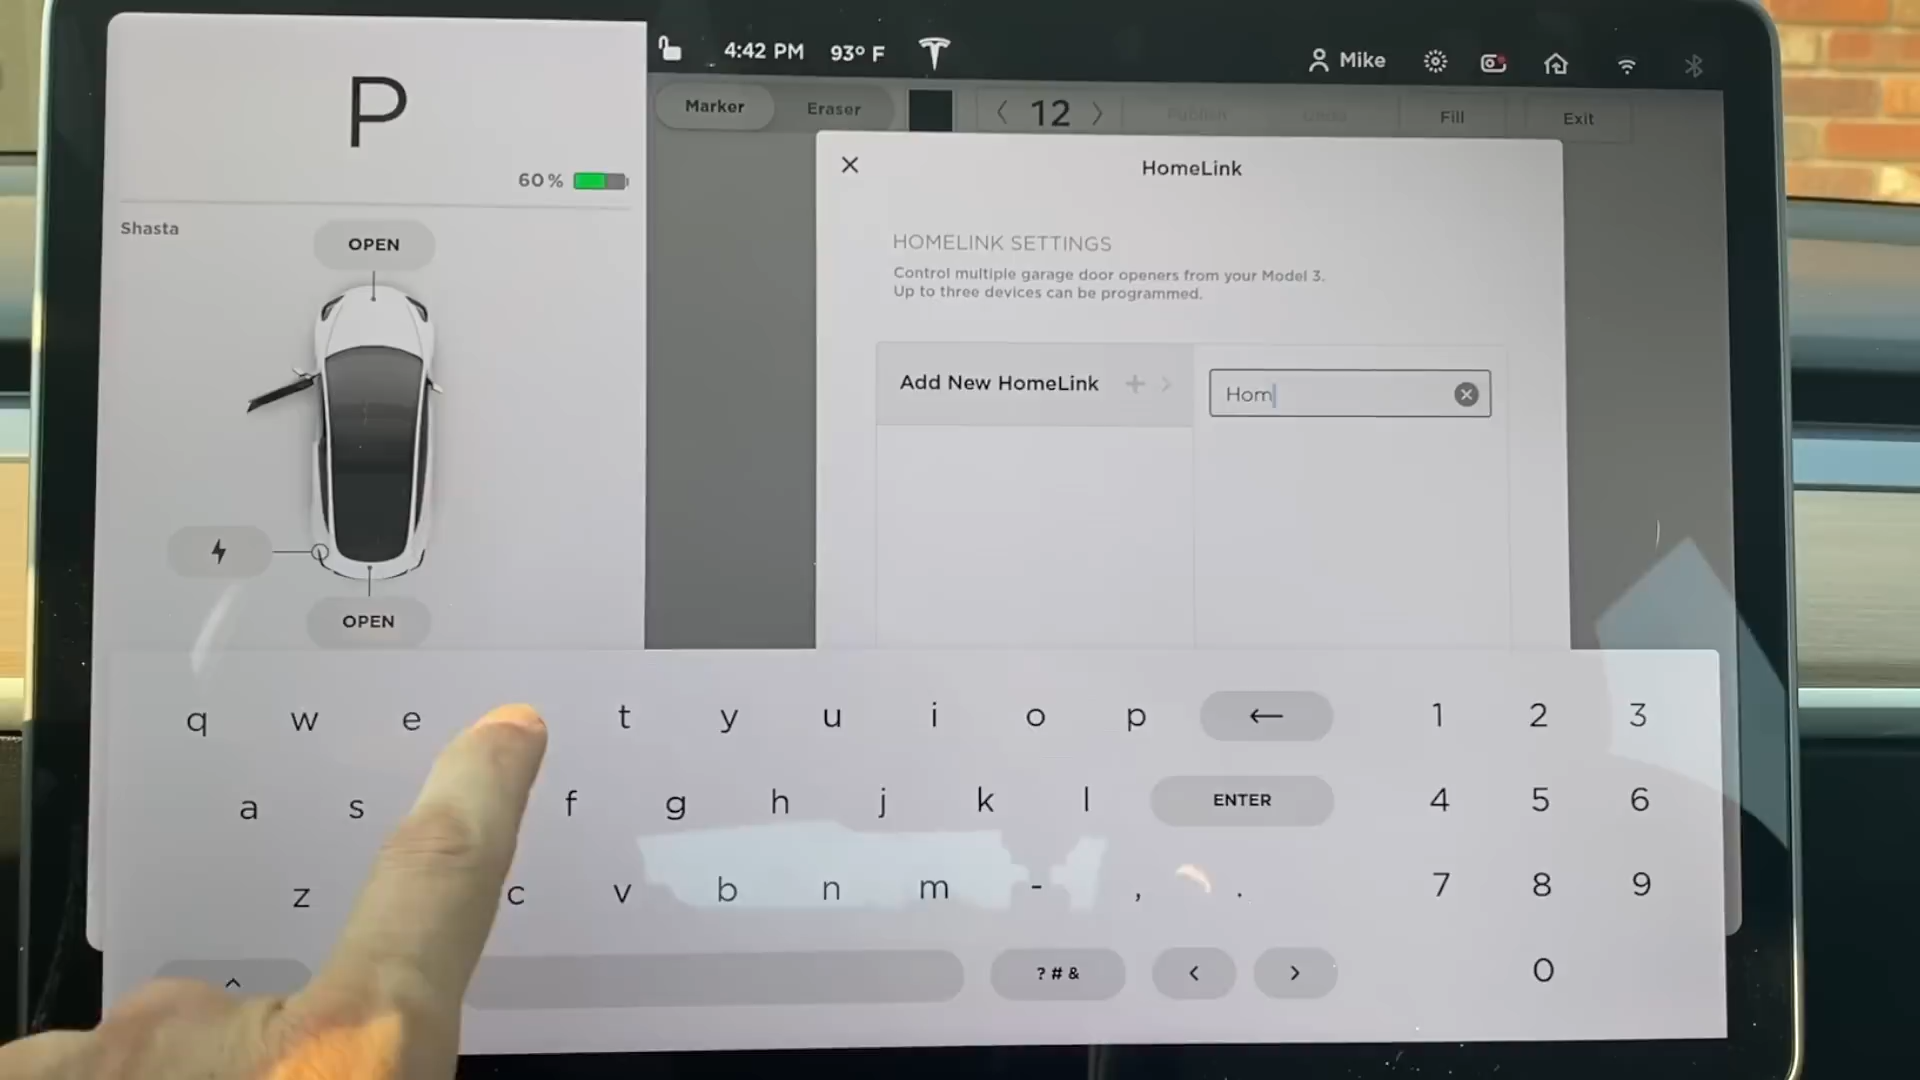 P
60%
Shasta
OPEN
OPEN
4:42 PM 93° F
Mike
Marker Eraser 12 Publish Undo Fill Exit
HomeLink
HOMELINK SETTINGS
Control multiple garage door openers from your Model 3.
Up to three devices can be programmed.
Add New HomeLink +
Hom
q w e t y u i o p 1 2 3
a s f g h j k l ENTER 4 5 6
z c v b n m - , . 7 8 9
? # & < > 0